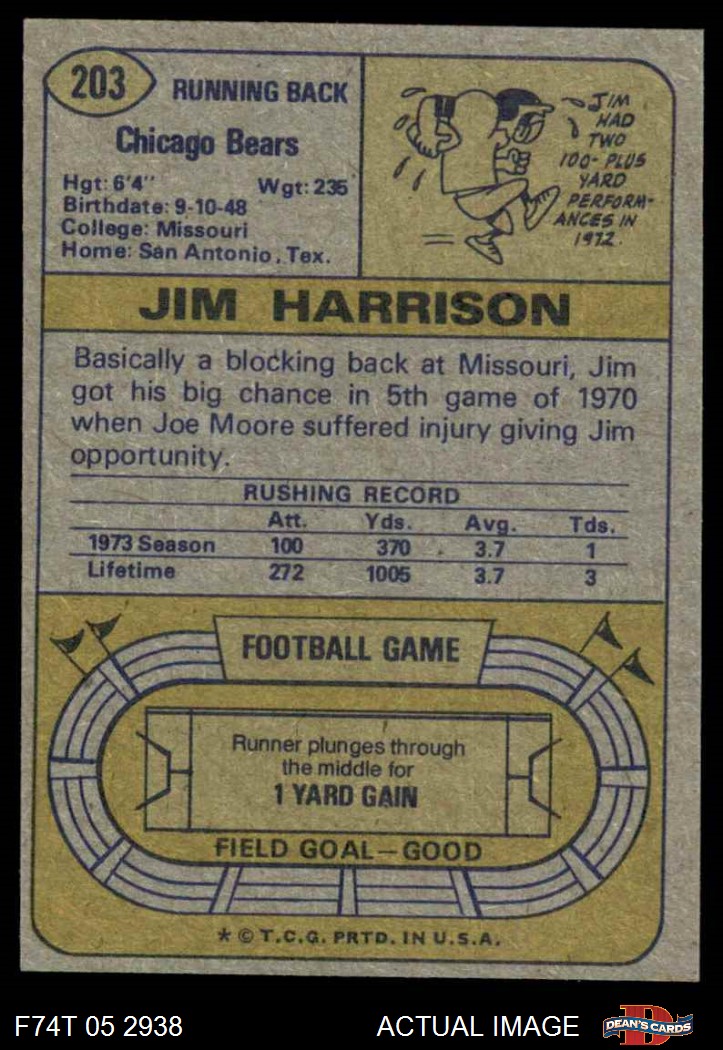 203
RUNNING BACK
Chicago Bears
Hgt: 6'4" Wgt: 235
Birthdate: 9-10-48
College: Missouri
Home: San Antonio, Tex.
JIM
HAD
TWO
100-PLUS
YARD
PERFORM-
ANCES IN
1972.
JIM HARRISON
Basically a blocking back at Missouri, Jim
got his big chance in 5th game of 1970
when Joe Moore suffered injury giving Jim
opportunity.
RUSHING RECORD
Att. Yds. Avg. Tds.
1973 Season 100 370 3.7 1
Lifetime 272 1005 3.7 3
FOOTBALL GAME
Runner plunges through
the middle for
1 YARD GAIN
FIELD GOAL—GOOD
* © T.C.G. PRTD. IN U.S.A.
F74T 05 2938 ACTUAL IMAGE
DEAN'S CARDS